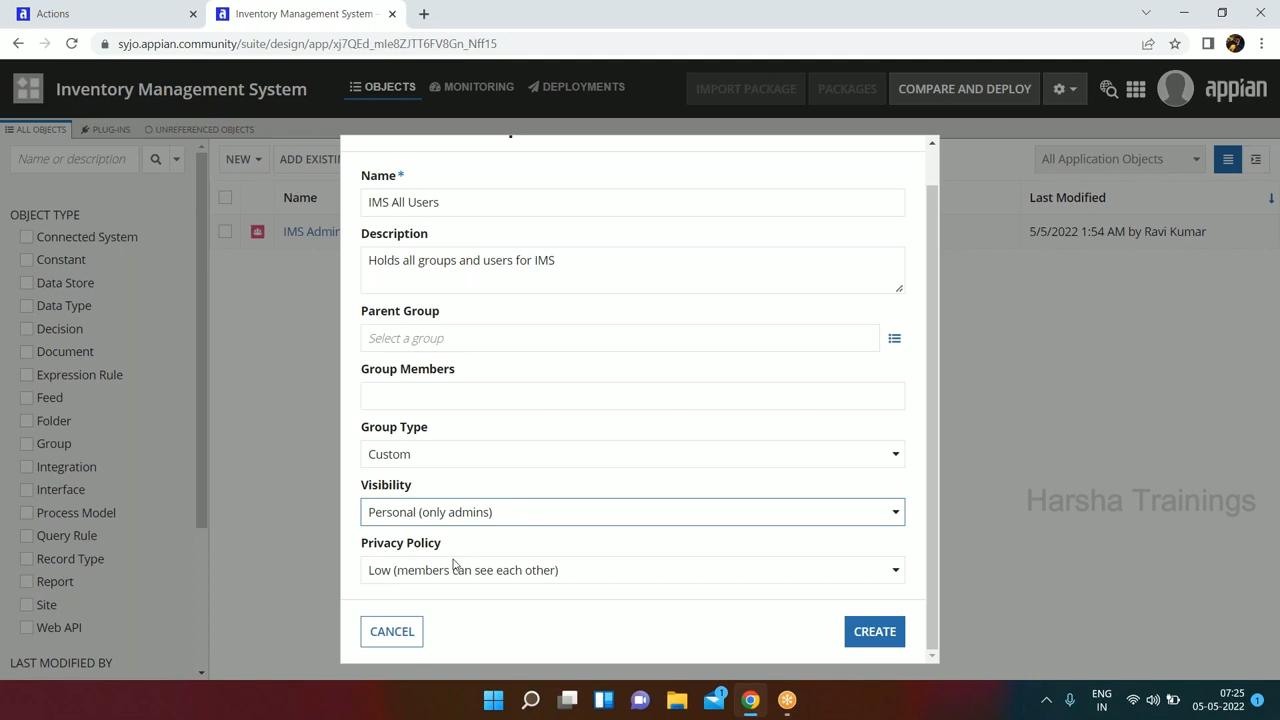 Actions
Inventory Management System -
syjo.appian.community/suite/design/app/xj7QEd_mIe8ZJTT6FV8Gn_Nff15
Inventory Management System
OBJECTS
MONITORING
DEPLOYMENTS
IMPORT PACKAGE
PACKAGES
COMPARE AND DEPLOY
appian
ALL OBJECTS
PLUG-INS
UNREFERENCED OBJECTS
Name or description
NEW
ADD EXISTIN
All Application Objects
OBJECT TYPE
Connected System
Constant
Data Store
Data Type
Decision
Document
Expression Rule
Feed
Folder
Group
Integration
Interface
Process Model
Query Rule
Record Type
Report
Site
Web API
LAST MODIFIED BY
Name
Last Modified
IMS Admin
5/5/2022 1:54 AM by Ravi Kumar
Name*
IMS All Users
Description
Holds all groups and users for IMS
Parent Group
Select a group
Group Members
Group Type
Custom
Visibility
Personal (only admins)
Privacy Policy
Low (members can see each other)
CANCEL
CREATE
Harsha Trainings
1
ENG
IN
07:25
05-05-2022
1